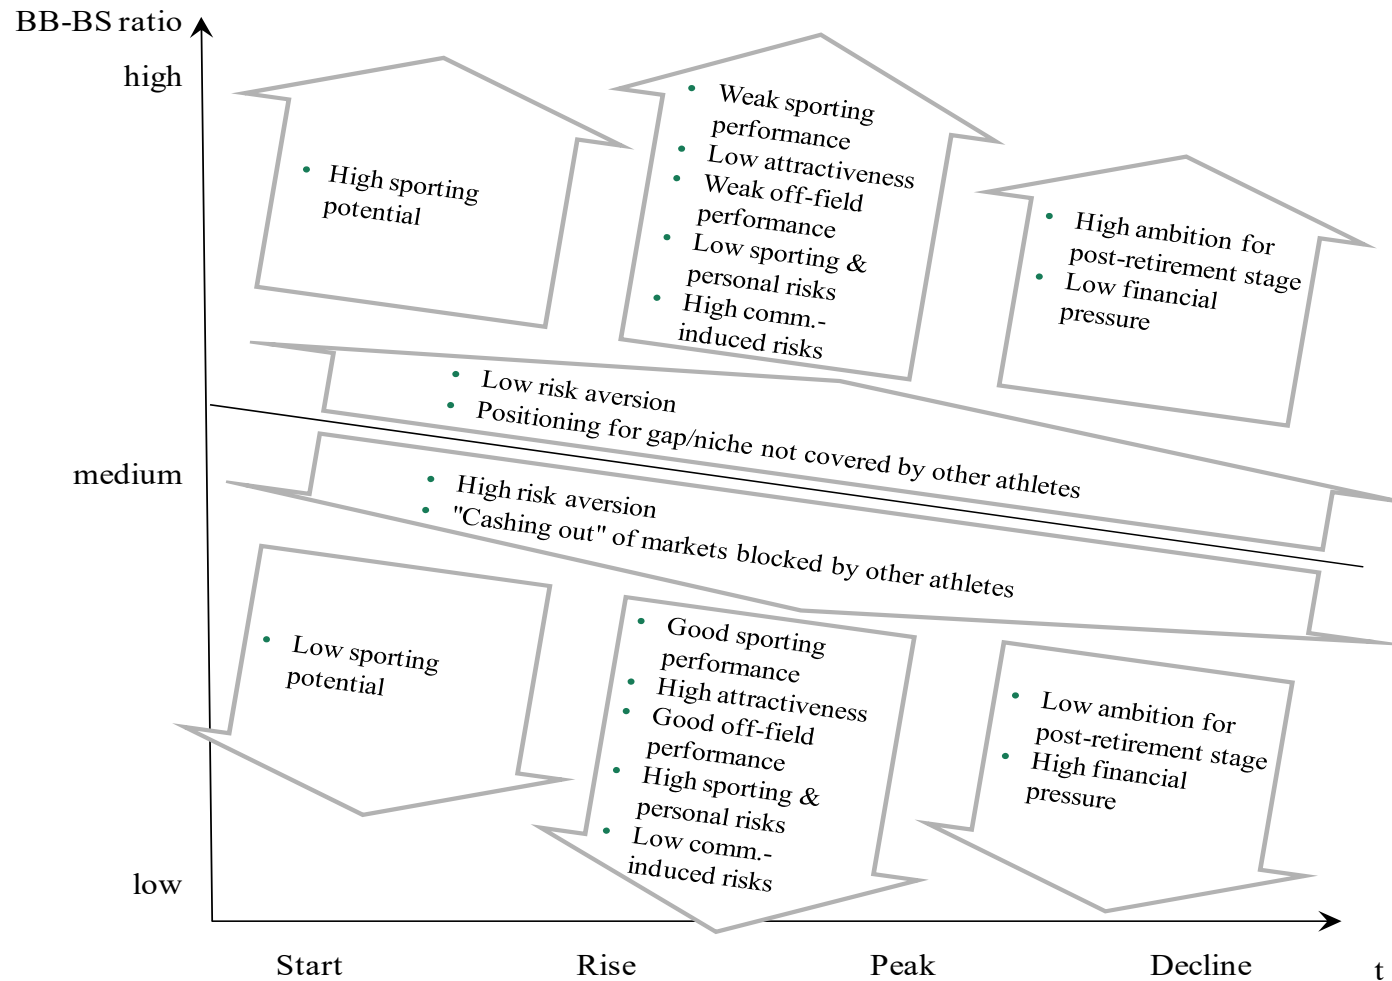 BB-BS ratio
high
medium
low
• High sporting
potential
• Weak sporting
performance
• Low attractiveness
• Weak off-field
performance
• Low sporting &
personal risks
• High comm.-
induced risks
• High ambition for
post-retirement stage
• Low financial
pressure
• Low risk aversion
• Positioning for gap/niche not covered by other athletes
• High risk aversion
• "Cashing out" of markets blocked by other athletes
• Low sporting
potential
• Good sporting
performance
• High attractiveness
• Good off-field
performance
• High sporting &
personal risks
• Low comm.-
induced risks
• Low ambition for
post-retirement stage
• High financial
pressure
Start Rise Peak Decline t